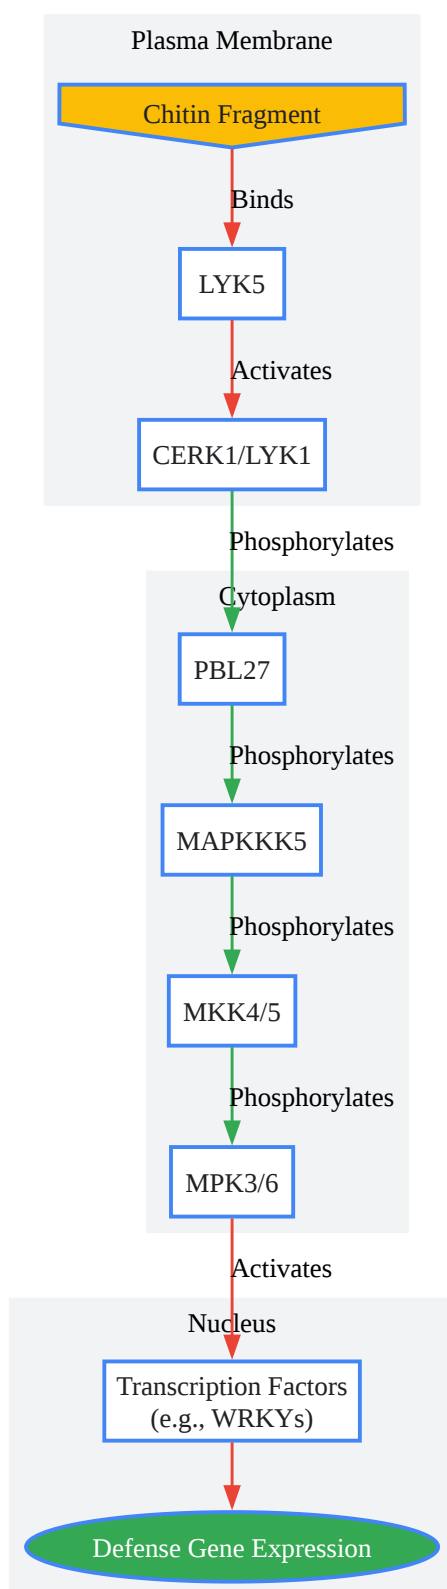 Plasma Membrane
Chitin Fragment
Binds
LYK5
Activates
CERK1/LYK1
Phosphorylates
Cytoplasm
PBL27
Phosphorylates
MAPKKK5
Phosphorylates
MKK4/5
Phosphorylates
MPK3/6
Activates
Nucleus
Transcription Factors
(e.g., WRKYs)
Defense Gene Expression